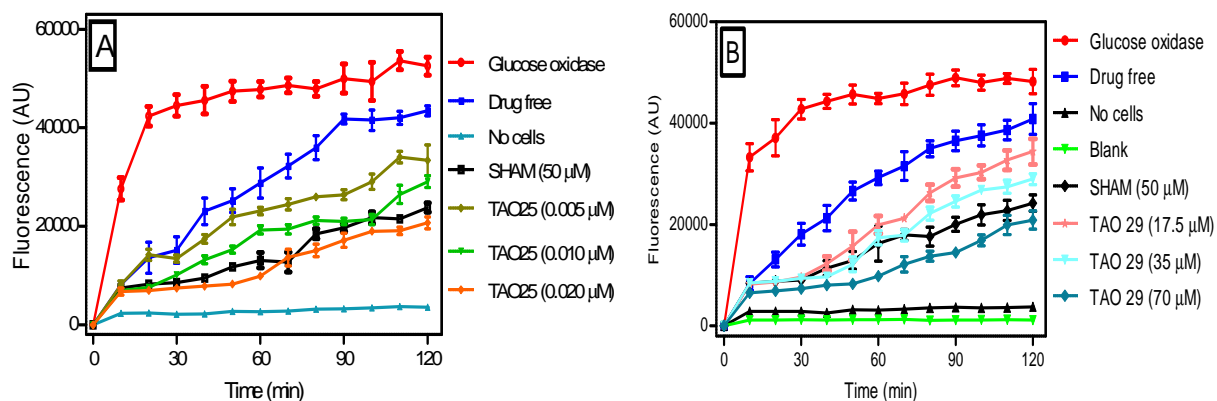 A
60000
40000
20000
0
Fluorescence (AU)
0 30 60 90 120
Time (min)
Glucose oxidase
Drug free
No cells
SHAM (50 µM)
TAO25 (0.005 µM)
TAO25 (0.010 µM)
TAO25 (0.020 µM)
B
60000
40000
20000
0
Fluorescence (AU)
0 30 60 90 120
Time (min)
Glucose oxidase
Drug free
No cells
Blank
SHAM (50 µM)
TAO 29 (17.5 µM)
TAO 29 (35 µM)
TAO 29 (70 µM)